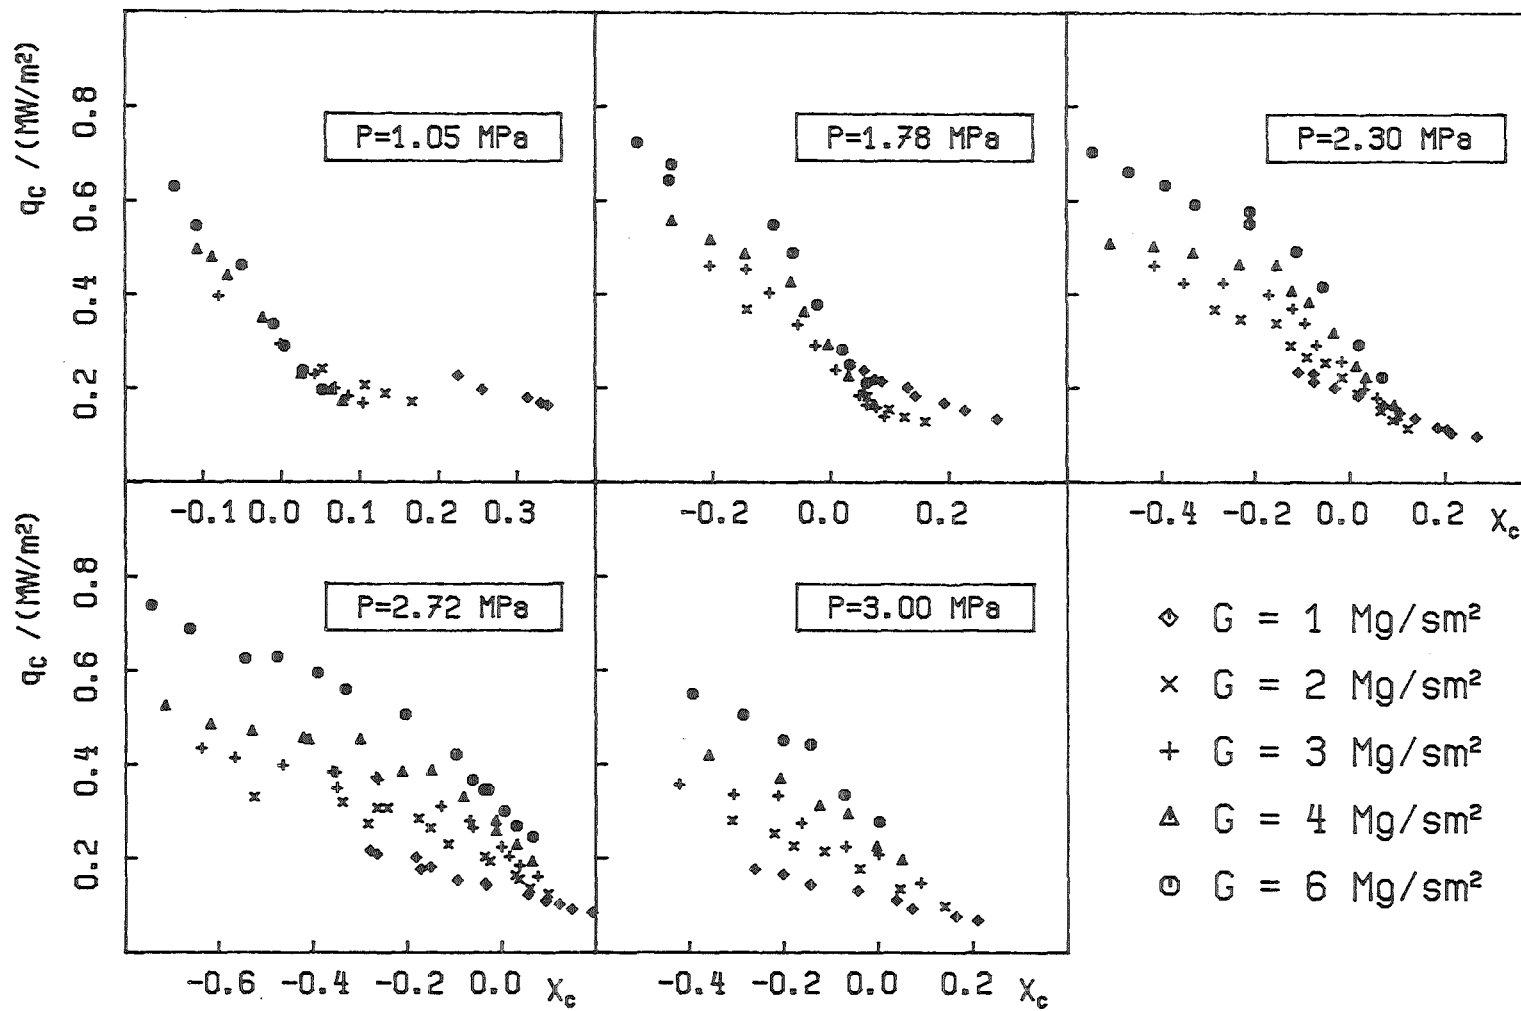 q_c /(MW/m²)
0.8
0.6
0.4
0.2
P=1.05 MPa
P=1.78 MPa
P=2.30 MPa
-0.1 0.0 0.1 0.2 0.3
-0.2 0.0 0.2
-0.4 -0.2 0.0 0.2 X_c
q_c /(MW/m²)
0.8
0.6
0.4
0.2
P=2.72 MPa
P=3.00 MPa
-0.6 -0.4 -0.2 0.0 X_c
-0.4 -0.2 0.0 0.2 X_c
G = 1 Mg/sm²
G = 2 Mg/sm²
G = 3 Mg/sm²
G = 4 Mg/sm²
G = 6 Mg/sm²